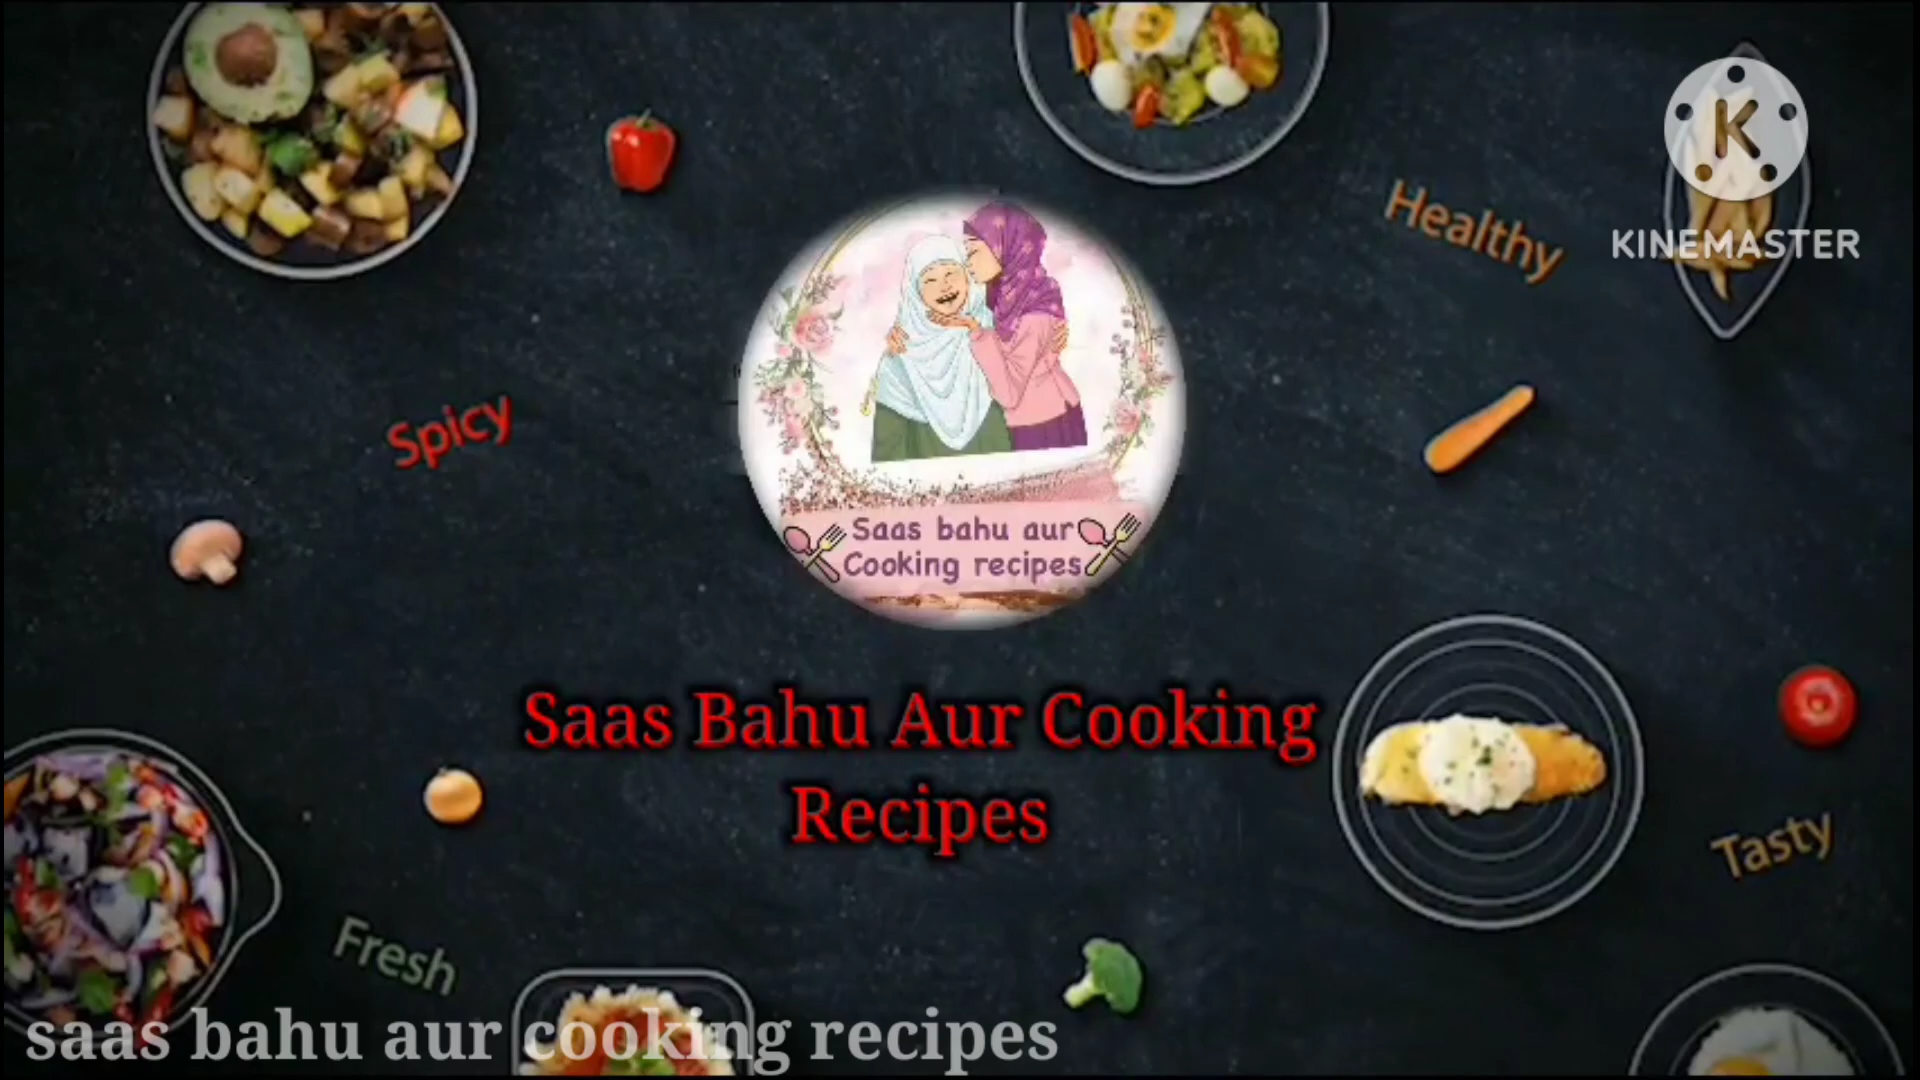 K
KINEMASTER
Healthy
Spicy
Saas bahu aur
Cooking recipes
Saas Bahu Aur Cooking
Recipes
Tasty
Fresh
saas bahu aur cooking recipes